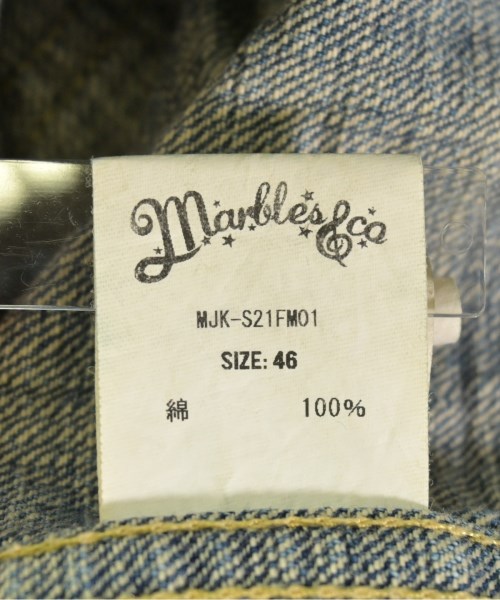 Marbles & co
MJK-S21FM01
SIZE: 46
綿 100%